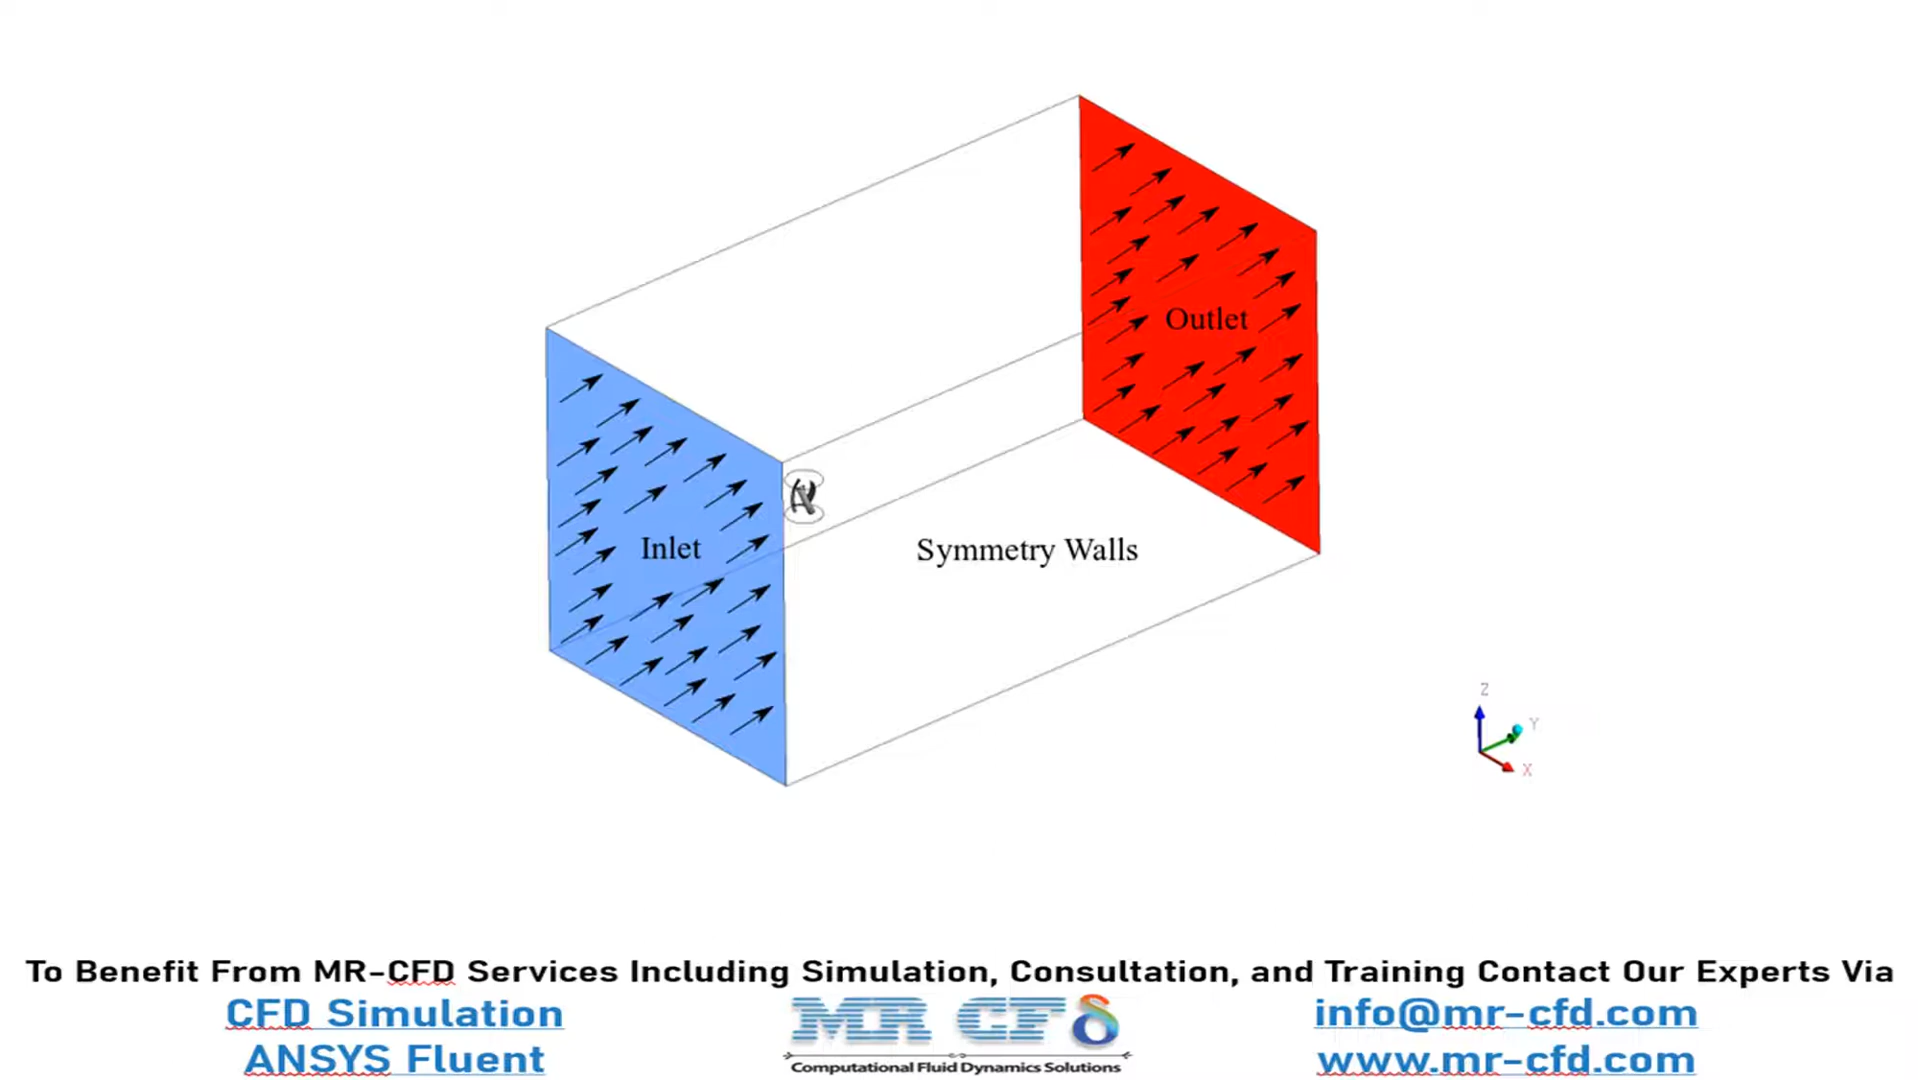 Outlet
Inlet
Symmetry Walls
Z
Y
X
To Benefit From MR-CFD Services Including Simulation, Consultation, and Training Contact Our Experts Via
CFD Simulation
ANSYS Fluent
MR CFδ
Computational Fluid Dynamics Solutions
info@mr-cfd.com
www.mr-cfd.com